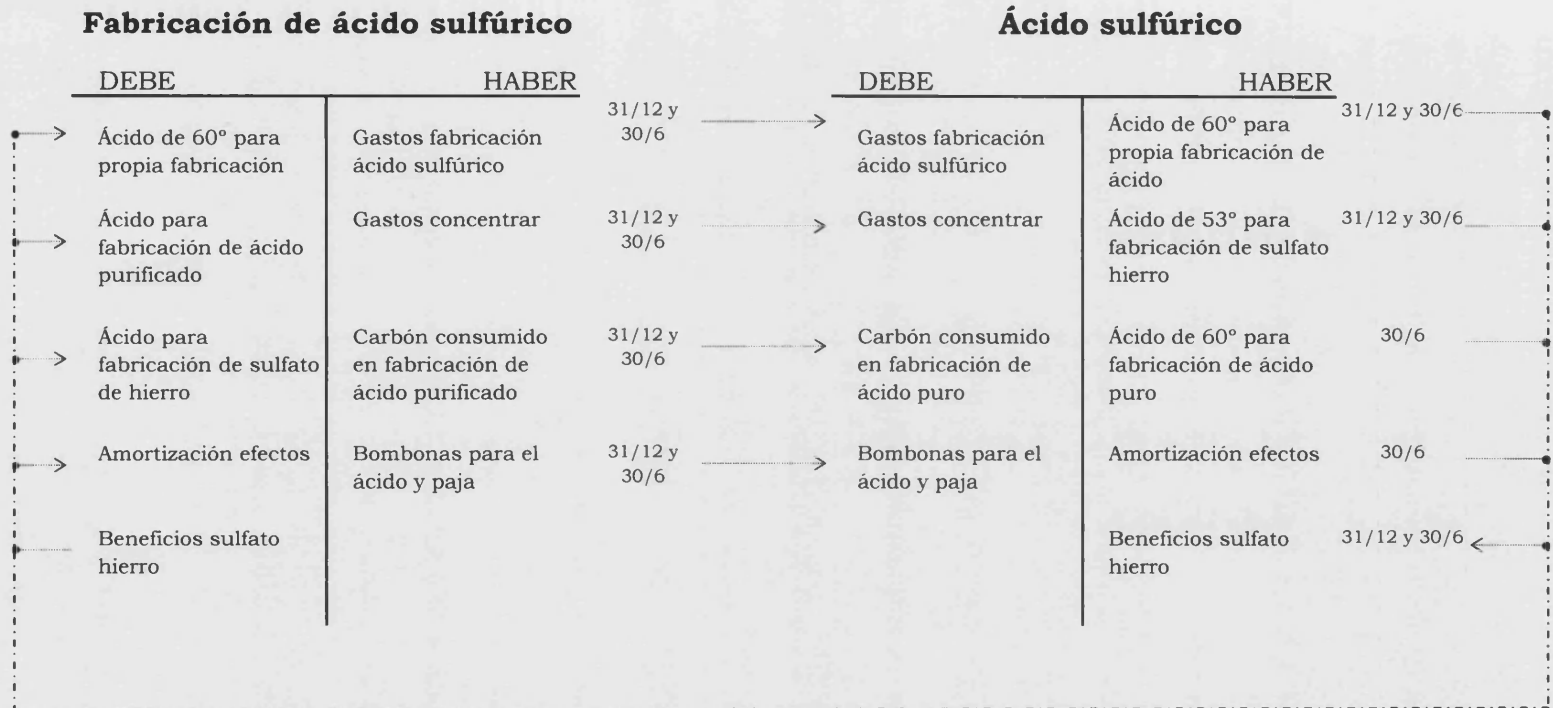 Fabricación de ácido sulfúrico
DEBE
HABER
Ácido de 60º para
propia fabricación
Gastos fabricación
ácido sulfúrico
31/12 y
30/6
Ácido para
fabricación de ácido
purificado
Gastos concentrar
31/12 y
30/6
Ácido para
fabricación de sulfato
de hierro
Carbón consumido
en fabricación de
ácido purificado
31/12 y
30/6
Amortización efectos
Bombonas para el
ácido y paja
31/12 y
30/6
Beneficios sulfato
hierro
Ácido sulfúrico
DEBE
HABER
Gastos fabricación
ácido sulfúrico
Ácido de 60º para
propia fabricación de
ácido
31/12 y 30/6
Gastos concentrar
Ácido de 53º para
fabricación de sulfato
hierro
31/12 y 30/6
Carbón consumido
en fabricación de
ácido puro
Ácido de 60º para
fabricación de ácido
puro
30/6
Bombonas para el
ácido y paja
Amortización efectos
30/6
Beneficios sulfato
hierro
31/12 y 30/6